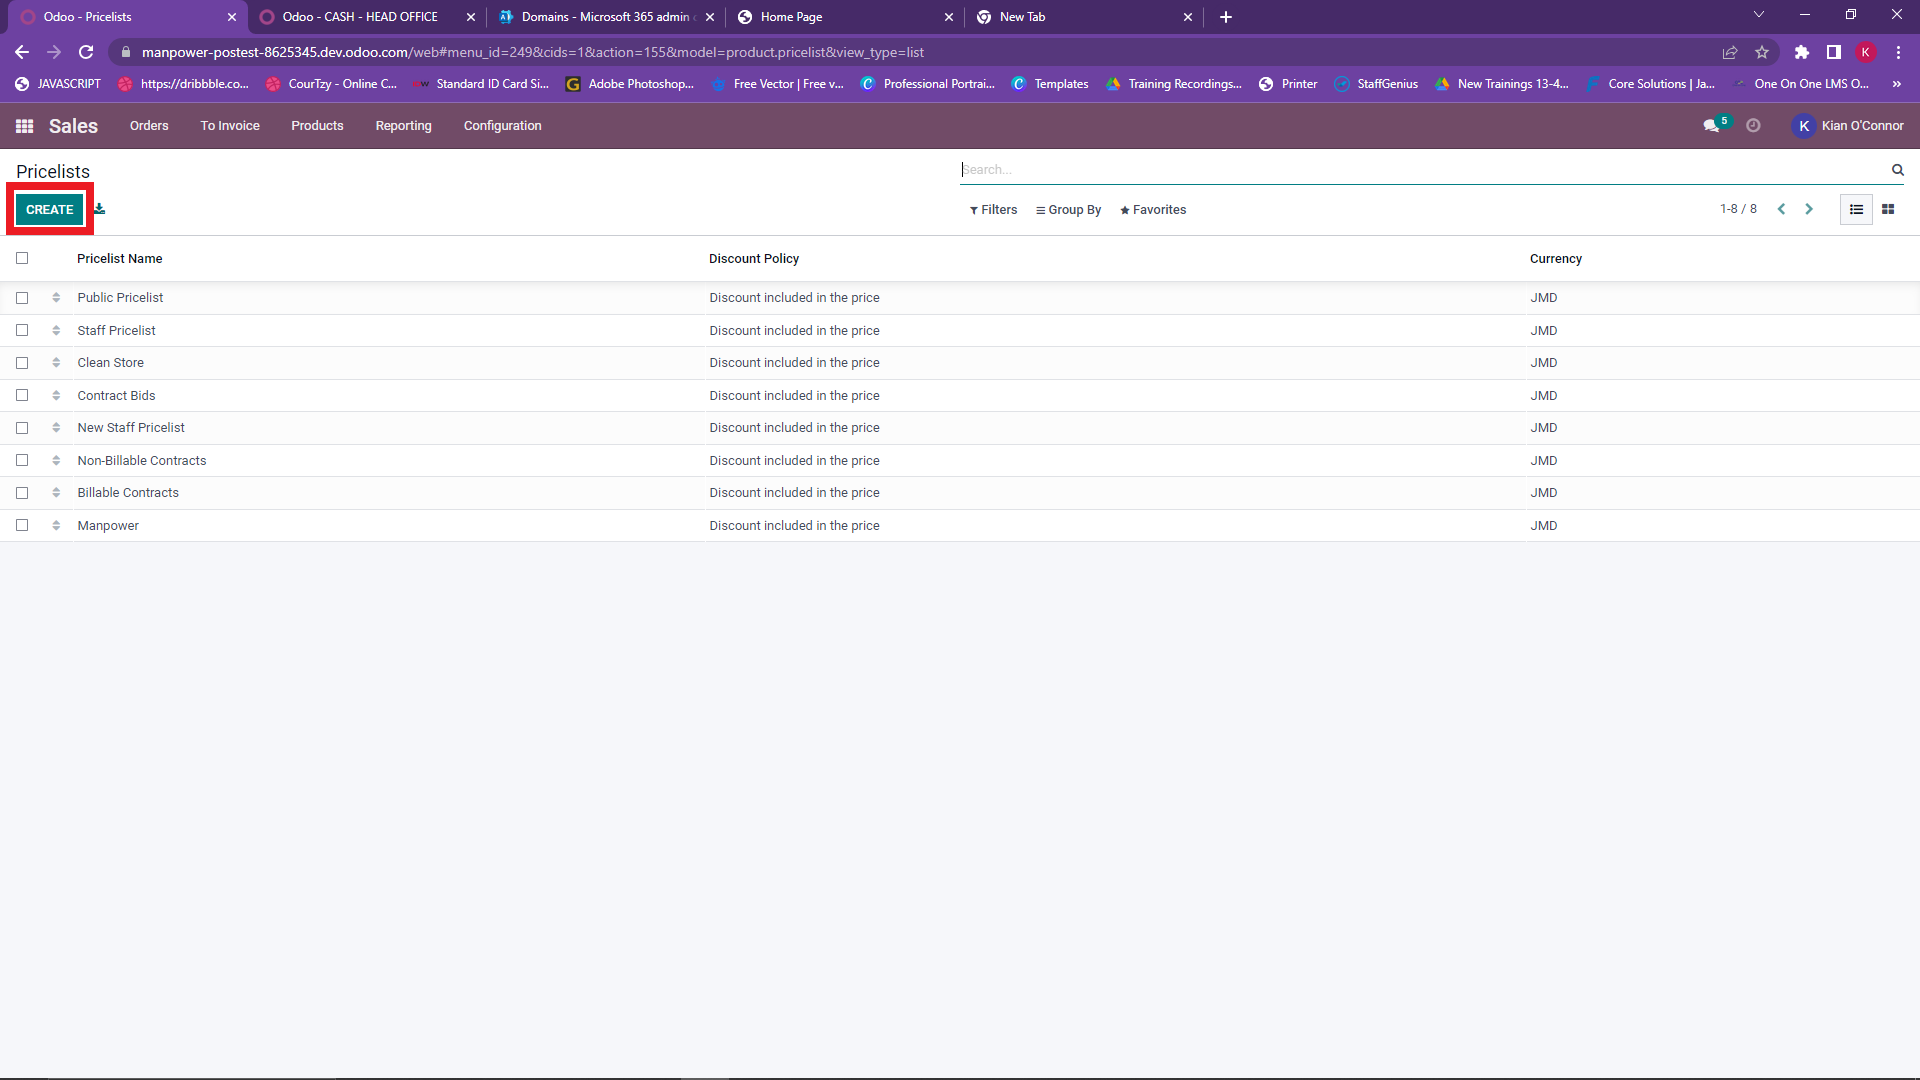 Odoo - Pricelists
Odoo - CASH - HEAD OFFICE
Domains - Microsoft 365 admin
Home Page
New Tab
manpower-postest-8625345.dev.odoo.com/web#menu_id=249&cids=1&action=155&model=product.pricelist&view_type=list
K
JAVASCRIPT
https://dribbble.co...
CourTzy - Online C...
Standard ID Card Si...
Adobe Photoshop...
Free Vector | Free v...
Professional Portrai...
Templates
Training Recordings...
Printer
StaffGenius
New Trainings 13-4...
Core Solutions | Ja...
One On One LMS O...
»
Sales Orders To Invoice Products Reporting Configuration
5
K Kian O'Connor
Pricelists
Search...
CREATE
Filters Group By Favorites
1-8 / 8
Pricelist Name Discount Policy Currency
Public Pricelist Discount included in the price JMD
Staff Pricelist Discount included in the price JMD
Clean Store Discount included in the price JMD
Contract Bids Discount included in the price JMD
New Staff Pricelist Discount included in the price JMD
Non-Billable Contracts Discount included in the price JMD
Billable Contracts Discount included in the price JMD
Manpower Discount included in the price JMD